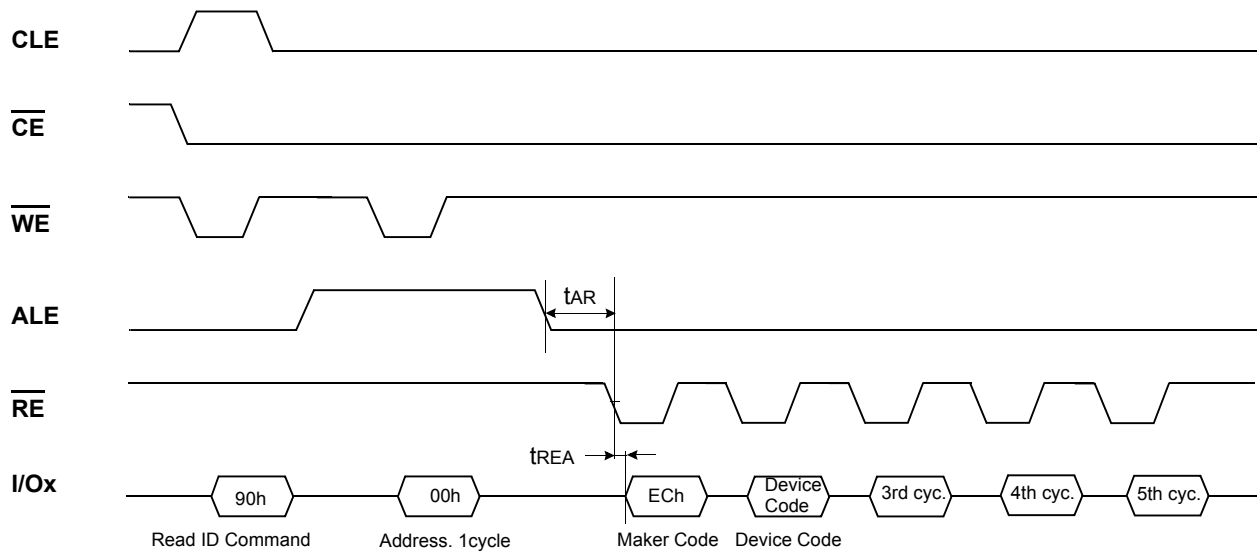 CLE
CE
WE
ALE
tAR
RE
tREA
I/Ox
90h
00h
ECh
Device
Code
3rd cyc.
4th cyc.
5th cyc.
Read ID Command
Address. 1cycle
Maker Code
Device Code